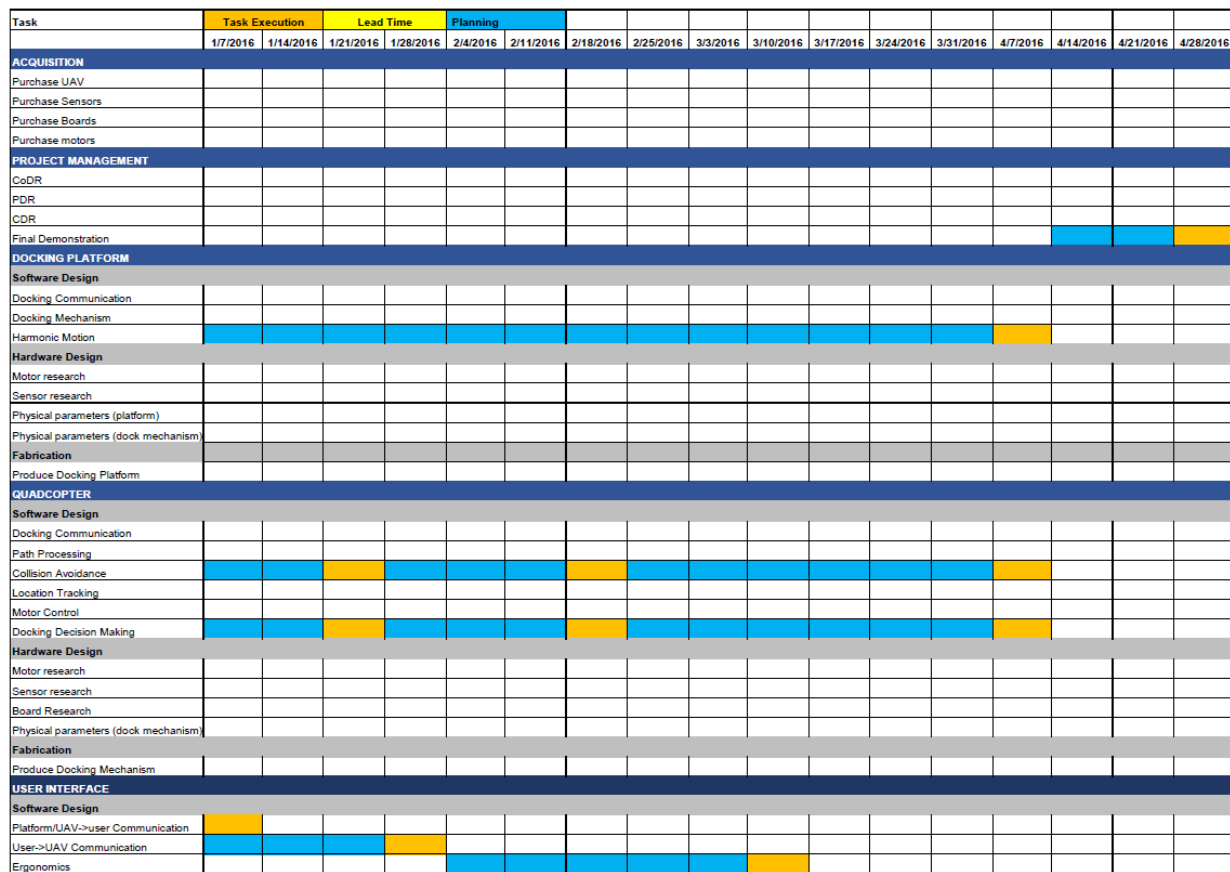 Task Task Execution Lead Time Planning
1/7/2016 1/14/2016 1/21/2016 1/28/2016 2/4/2016 2/11/2016 2/18/2016 2/25/2016 3/3/2016 3/10/2016 3/17/2016 3/24/2016 3/31/2016 4/7/2016 4/14/2016 4/21/2016 4/28/2016
ACQUISITION
Purchase UAV
Purchase Sensors
Purchase Boards
Purchase motors
PROJECT MANAGEMENT
CoDR
PDR
CDR
Final Demonstration
DOCKING PLATFORM
Software Design
Docking Communication
Docking Mechanism
Harmonic Motion
Hardware Design
Motor research
Sensor research
Physical parameters (platform)
Physical parameters (dock mechanism)
Fabrication
Produce Docking Platform
QUADCOPTER
Software Design
Docking Communication
Path Processing
Collision Avoidance
Location Tracking
Motor Control
Docking Decision Making
Hardware Design
Motor research
Sensor research
Board Research
Physical parameters (dock mechanism)
Fabrication
Produce Docking Mechanism
USER INTERFACE
Software Design
Platform/UAV->user Communication
User->UAV Communication
Ergonomics